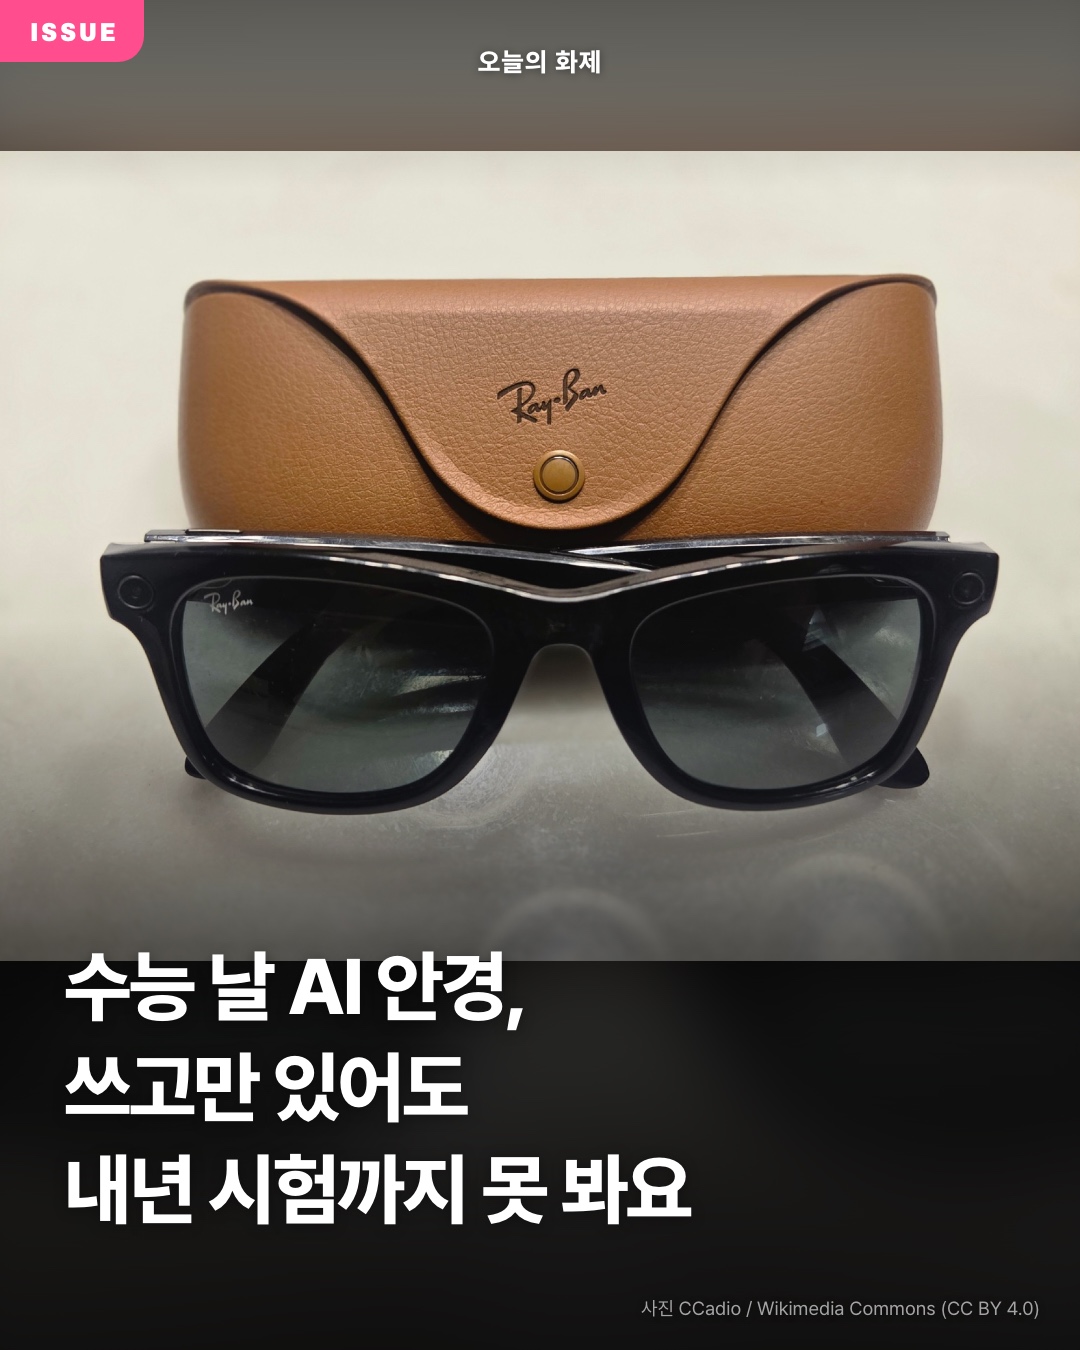 ISSUE
오늘의 화제
Ray-Ban
Ray-Ban
수능 날 AI 안경,
쓰고만 있어도
내년 시험까지 못 봐요
사진 CCadio / Wikimedia Commons (CC BY 4.0)